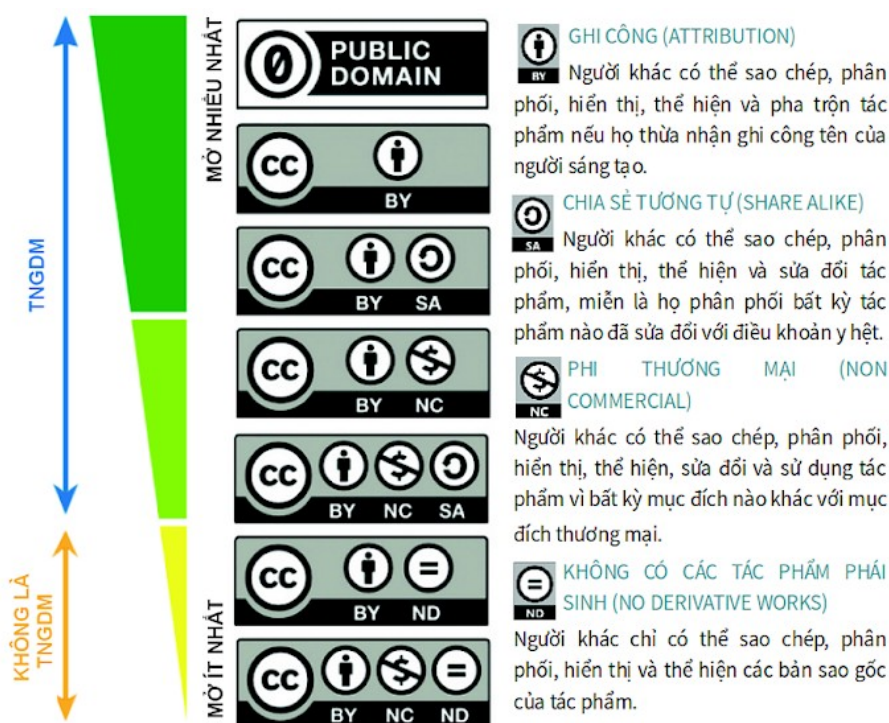 TNGDM
KHÔNG LÀ
TNGDM
MỞ NHIỀU NHẤT
MỞ ÍT NHẤT
0 PUBLIC
DOMAIN
CC
BY
CC
BY SA
CC
BY NC
CC
BY NC SA
CC
BY ND
CC
BY NC ND
GHI CÔNG (ATTRIBUTION)
BY
Người khác có thể sao chép, phân
phối, hiển thị, thể hiện và pha trộn tác
phẩm nếu họ thừa nhận ghi công tên của
người sáng tạo.
CHIA SẺ TƯƠNG TỰ (SHARE ALIKE)
SA
Người khác có thể sao chép, phân
phối, hiển thị, thể hiện và sửa đổi tác
phẩm, miễn là họ phân phối bất kỳ tác
phẩm nào đã sửa đổi với điều khoản y hệt.
PHI THƯƠNG MẠI (NON
NC
COMMERCIAL)
Người khác có thể sao chép, phân phối,
hiển thị, thể hiện, sửa đổi và sử dụng tác
phẩm vì bất kỳ mục đích nào khác với mục
đích thương mại.
KHÔNG CÓ CÁC TÁC PHẨM PHÁI
ND
SINH (NO DERIVATIVE WORKS)
Người khác chỉ có thể sao chép, phân
phối, hiển thị và thể hiện các bản sao gốc
của tác phẩm.